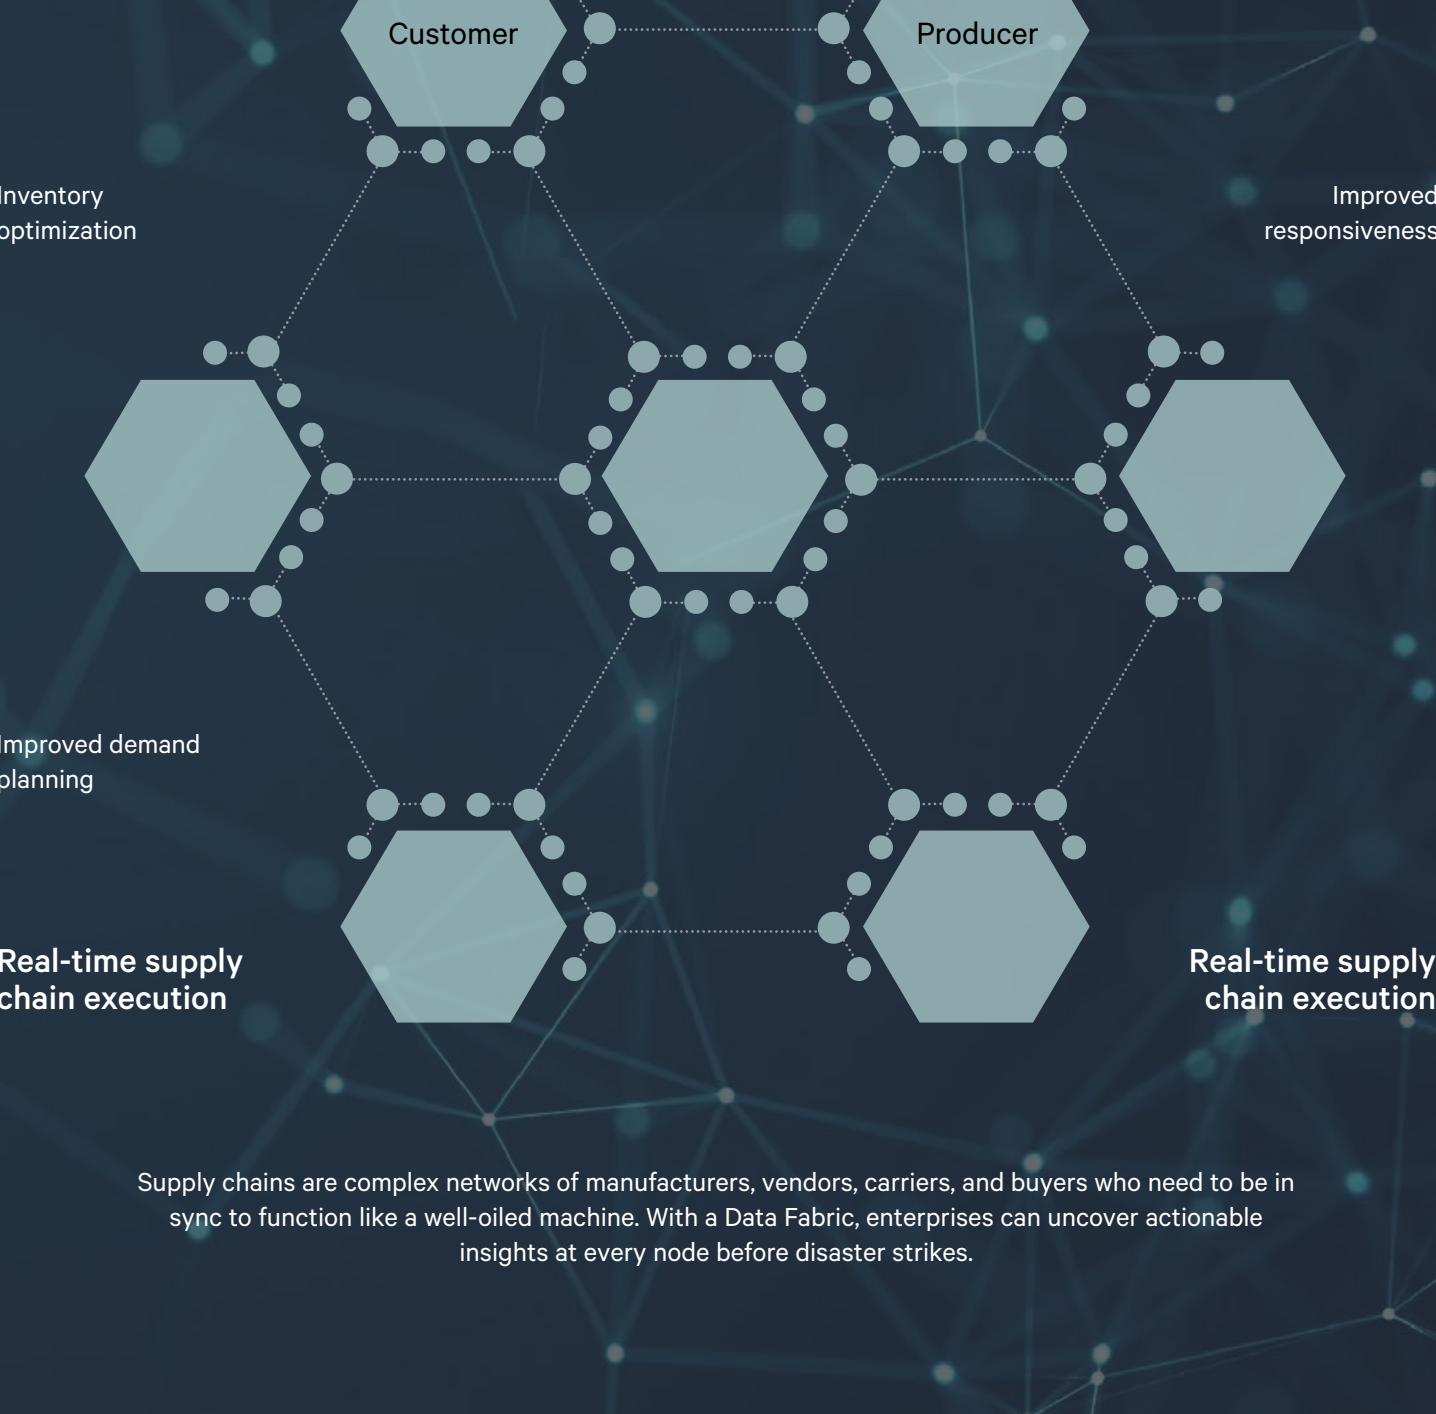 Customer
Producer
Inventory
optimization
Improved
responsiveness
Improved demand
planning
Real-time supply
chain execution
Real-time supply
chain execution
Supply chains are complex networks of manufacturers, vendors, carriers, and buyers who need to be in
sync to function like a well-oiled machine. With a Data Fabric, enterprises can uncover actionable
insights at every node before disaster strikes.